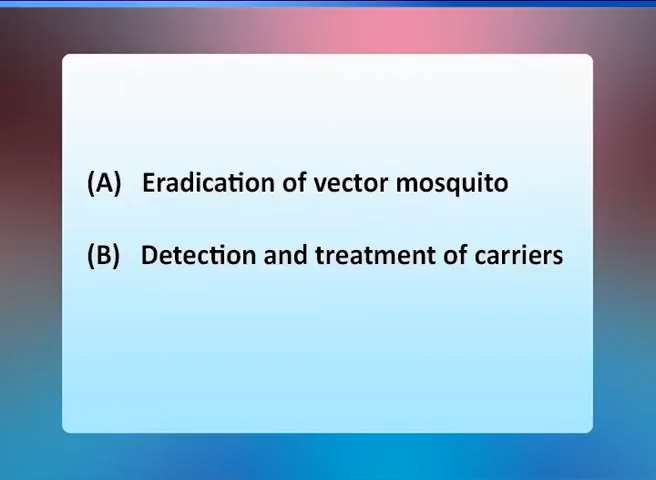 (A) Eradication of vector mosquito
(B) Detection and treatment of carriers